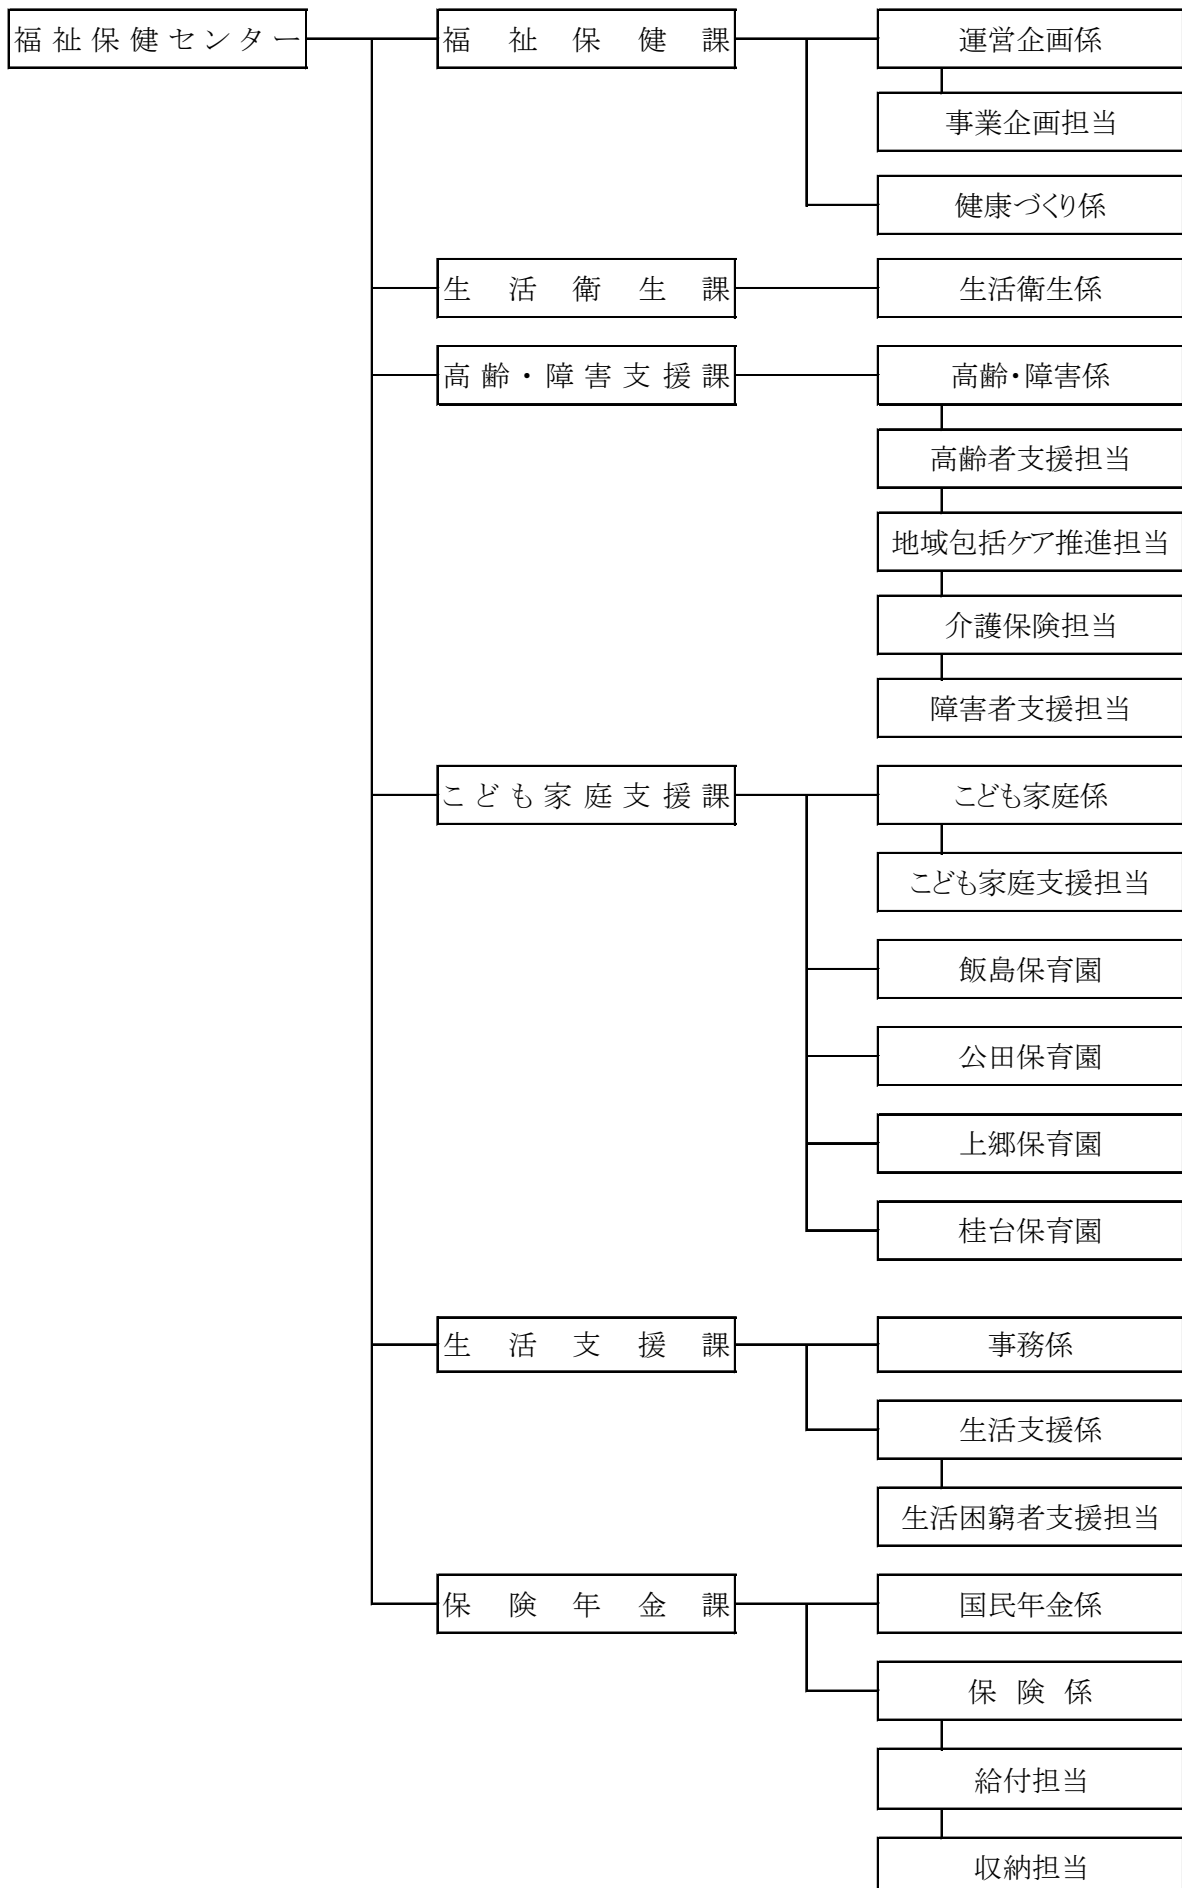 福祉保健センター
福祉保健課
運営企画係
事業企画担当
健康づくり係
生活衛生課
生活衛生係
高齢・障害支援課
高齢・障害係
高齢者支援担当
地域包括ケア推進担当
介護保険担当
障害者支援担当
こども家庭支援課
こども家庭係
こども家庭支援担当
飯島保育園
公田保育園
上郷保育園
桂台保育園
生活支援課
事務係
生活支援係
生活困窮者支援担当
保険年金課
国民年金係
保険係
給付担当
収納担当